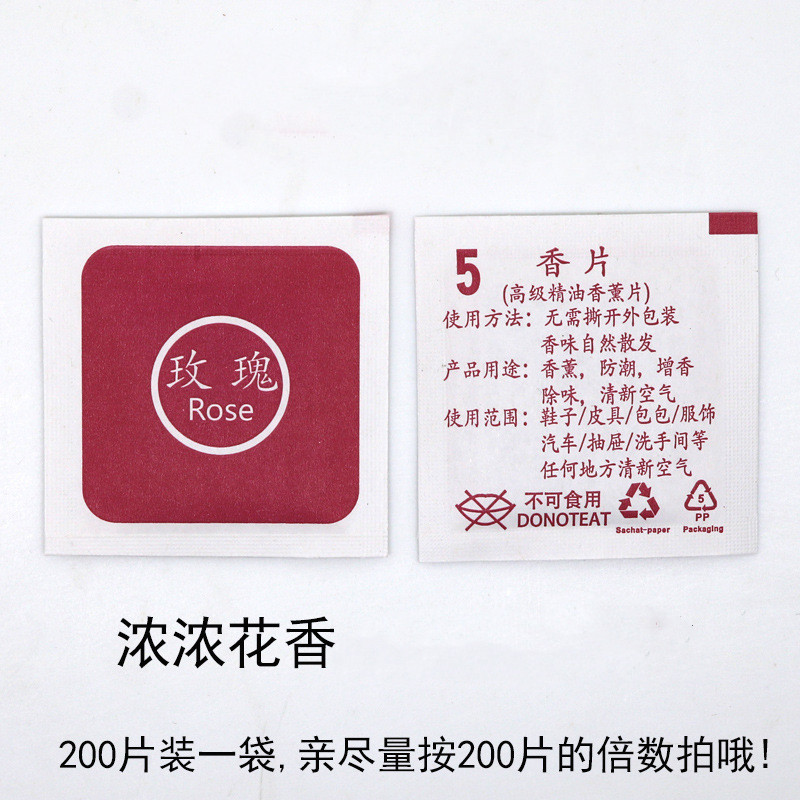 玫瑰
Rose
5
香片
(高级精油香薰片)
使用方法：无需撕开外包装
香味自然散发
产品用途：香薰，防潮，增香
除味，清新空气
使用范围：鞋子/皮具/包包/服饰
汽车/抽屉/洗手间等
任何地方清新空气
不可食用
DONOTEAT
Sachat-paper
5
PP
Packaging
浓浓花香
200片装一袋,亲尽量按200片的倍数拍哦!